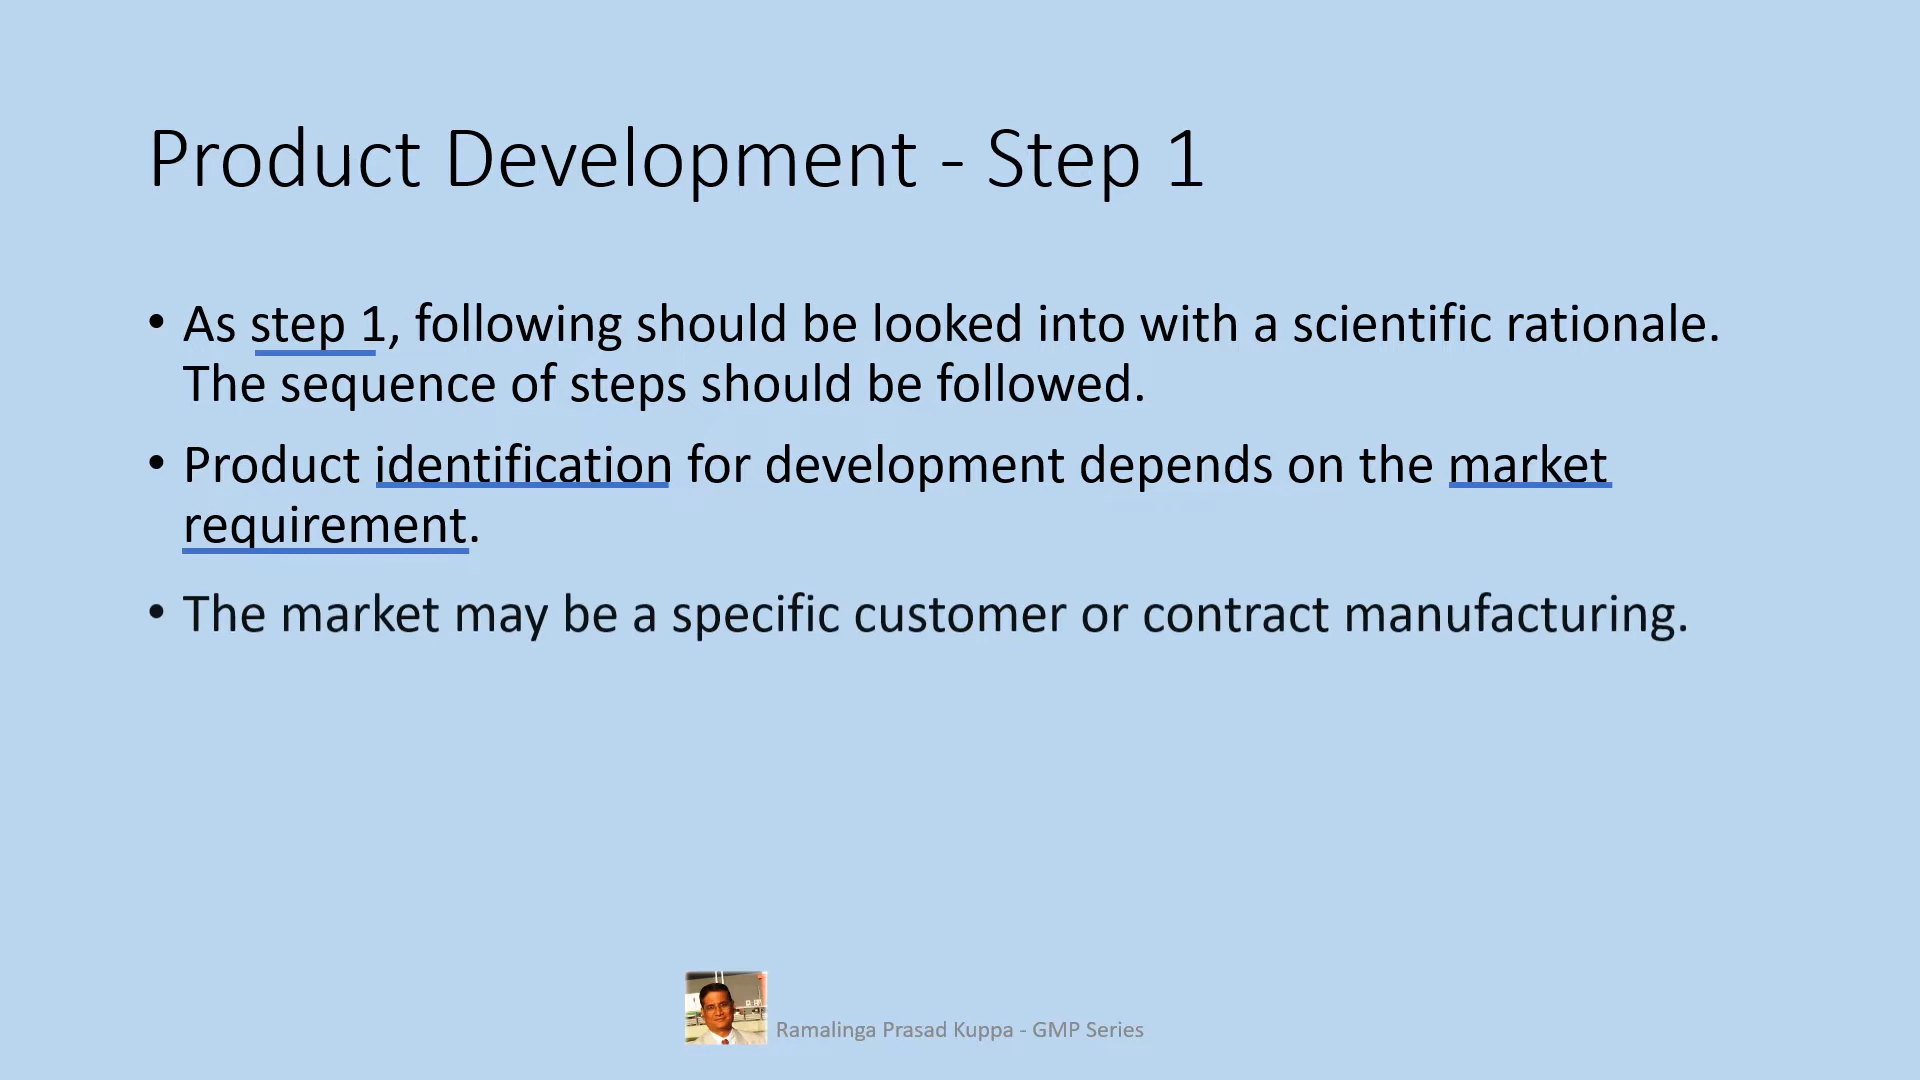 Product Development - Step 1
• As step 1, following should be looked into with a scientific rationale.
The sequence of steps should be followed.
• Product identification for development depends on the market
requirement.
• The market may be a specific customer or contract manufacturing.
Ramalinga Prasad Kuppa - GMP Series